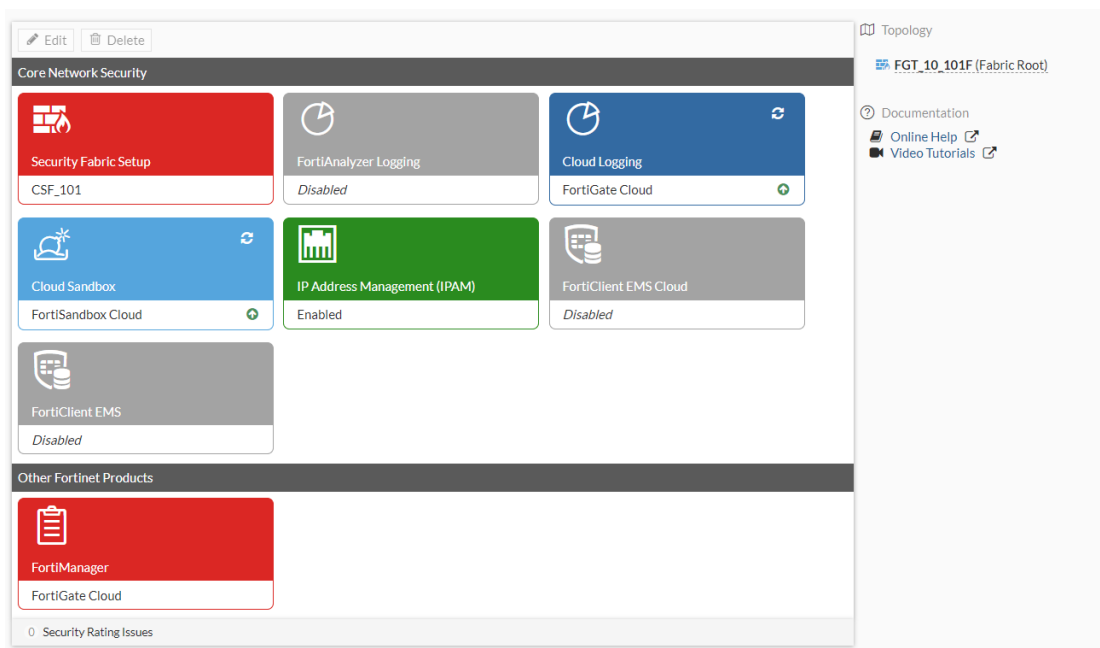 Edit Delete
Core Network Security
Security Fabric Setup
CSF_101
FortiAnalyzer Logging
Disabled
Cloud Logging
FortiGate Cloud
Cloud Sandbox
FortiSandbox Cloud
IP Address Management (IPAM)
Enabled
FortiClient EMS Cloud
Disabled
FortiClient EMS
Disabled
Other Fortinet Products
FortiManager
FortiGate Cloud
0 Security Rating Issues
Topology
FGT_10_101F (Fabric Root)
Documentation
Online Help
Video Tutorials